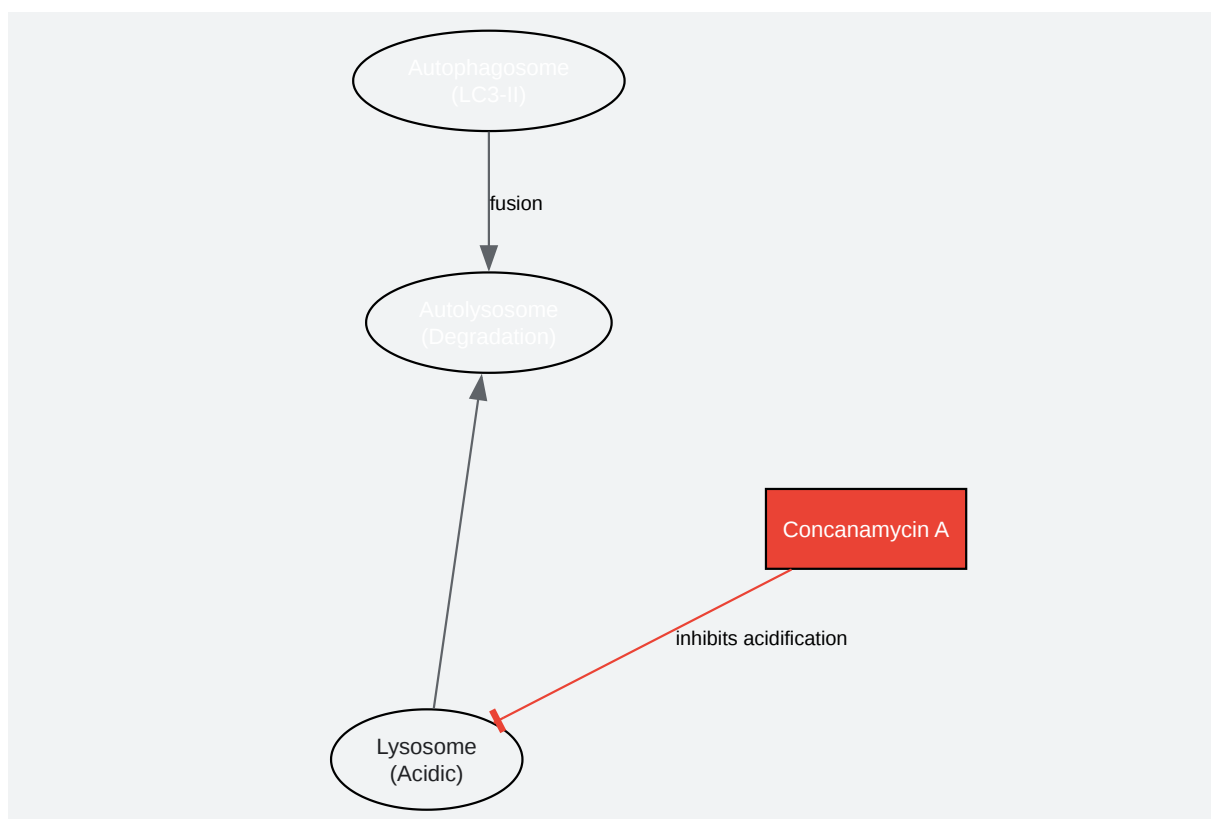 Autophagosome
(LC3-II)
fusion
Autolysosome
(Degradation)
Concanamycin A
inhibits acidification
Lysosome
(Acidic)